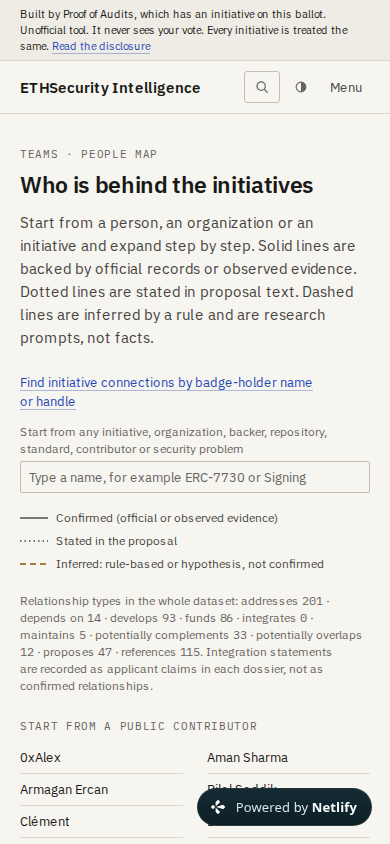 Built by Proof of Audits, which has an initiative on this ballot.
Unofficial tool. It never sees your vote. Every initiative is treated the
same. Read the disclosure
ETHSecurity Intelligence
Menu
TEAMS · PEOPLE MAP
Who is behind the initiatives
Start from a person, an organization or an
initiative and expand step by step. Solid lines are
backed by official records or observed evidence.
Dotted lines are stated in proposal text. Dashed
lines are inferred by a rule and are research
prompts, not facts.
Find initiative connections by badge-holder name
or handle
Start from any initiative, organization, backer, repository,
standard, contributor or security problem
Type a name, for example ERC-7730 or Signing
Confirmed (official or observed evidence)
Stated in the proposal
Inferred: rule-based or hypothesis, not confirmed
Relationship types in the whole dataset: addresses 201 ·
depends on 14 · develops 93 · funds 86 · integrates 0 ·
maintains 5 · potentially complements 33 · potentially overlaps
12 · proposes 47 · references 115. Integration statements
are recorded as applicant claims in each dossier, not as
confirmed relationships.
START FROM A PUBLIC CONTRIBUTOR
0xAlex
Aman Sharma
Armagan Ercan
Clément
Powered by Netlify